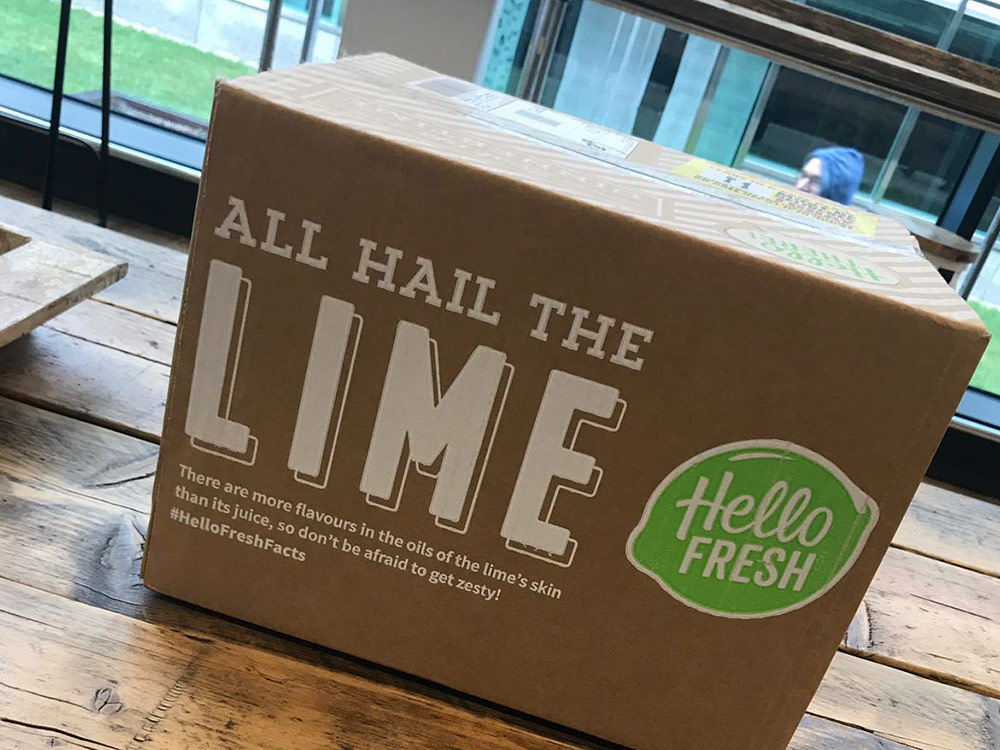 ALL HAIL THE
LIME
There are more flavours in the oils of the lime's skin
than its juice, so don't be afraid to get zesty!
#HelloFreshFacts
Hello
FRESH